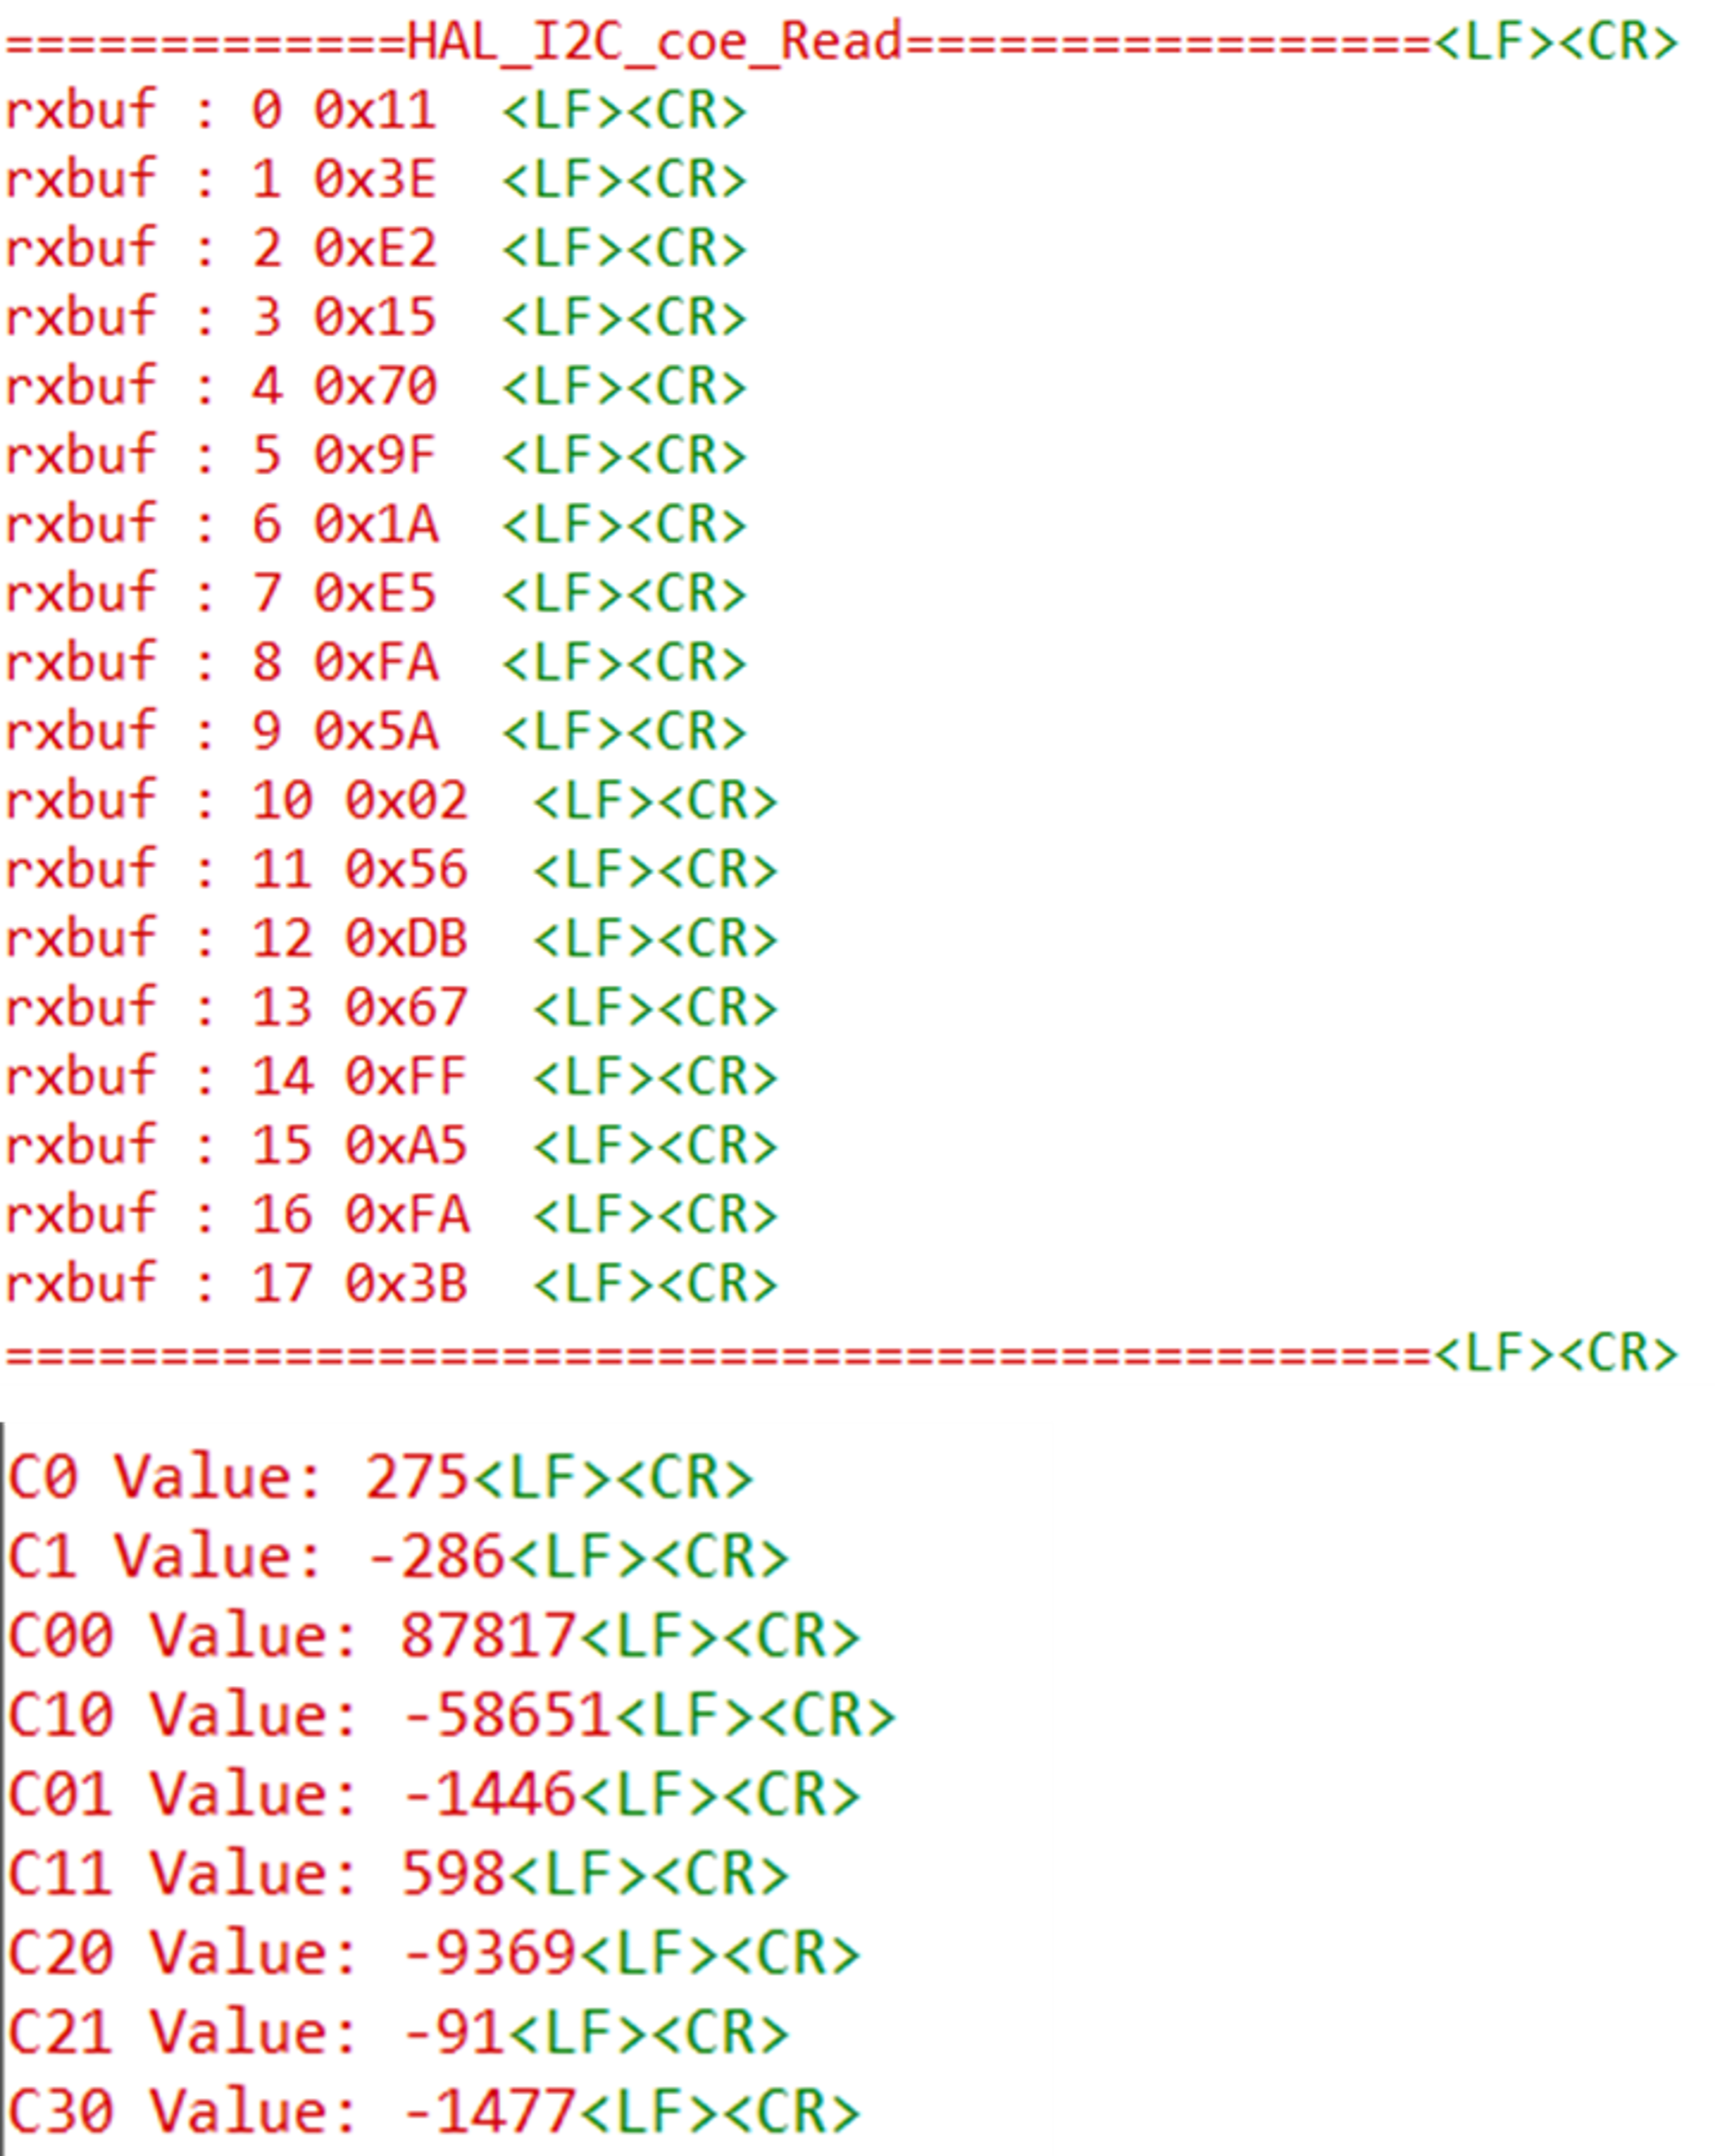 =============HAL_I2C_coe_Read=================<LF><CR>
rxbuf : 0 0x11  <LF><CR>
rxbuf : 1 0x3E  <LF><CR>
rxbuf : 2 0xE2  <LF><CR>
rxbuf : 3 0x15  <LF><CR>
rxbuf : 4 0x70  <LF><CR>
rxbuf : 5 0x9F  <LF><CR>
rxbuf : 6 0x1A  <LF><CR>
rxbuf : 7 0xE5  <LF><CR>
rxbuf : 8 0xFA  <LF><CR>
rxbuf : 9 0x5A  <LF><CR>
rxbuf : 10 0x02  <LF><CR>
rxbuf : 11 0x56  <LF><CR>
rxbuf : 12 0xDB  <LF><CR>
rxbuf : 13 0x67  <LF><CR>
rxbuf : 14 0xFF  <LF><CR>
rxbuf : 15 0xA5  <LF><CR>
rxbuf : 16 0xFA  <LF><CR>
rxbuf : 17 0x3B  <LF><CR>
==============================================<LF><CR>
C0 Value: 275<LF><CR>
C1 Value: -286<LF><CR>
C00 Value: 87817<LF><CR>
C10 Value: -58651<LF><CR>
C01 Value: -1446<LF><CR>
C11 Value: 598<LF><CR>
C20 Value: -9369<LF><CR>
C21 Value: -91<LF><CR>
C30 Value: -1477<LF><CR>